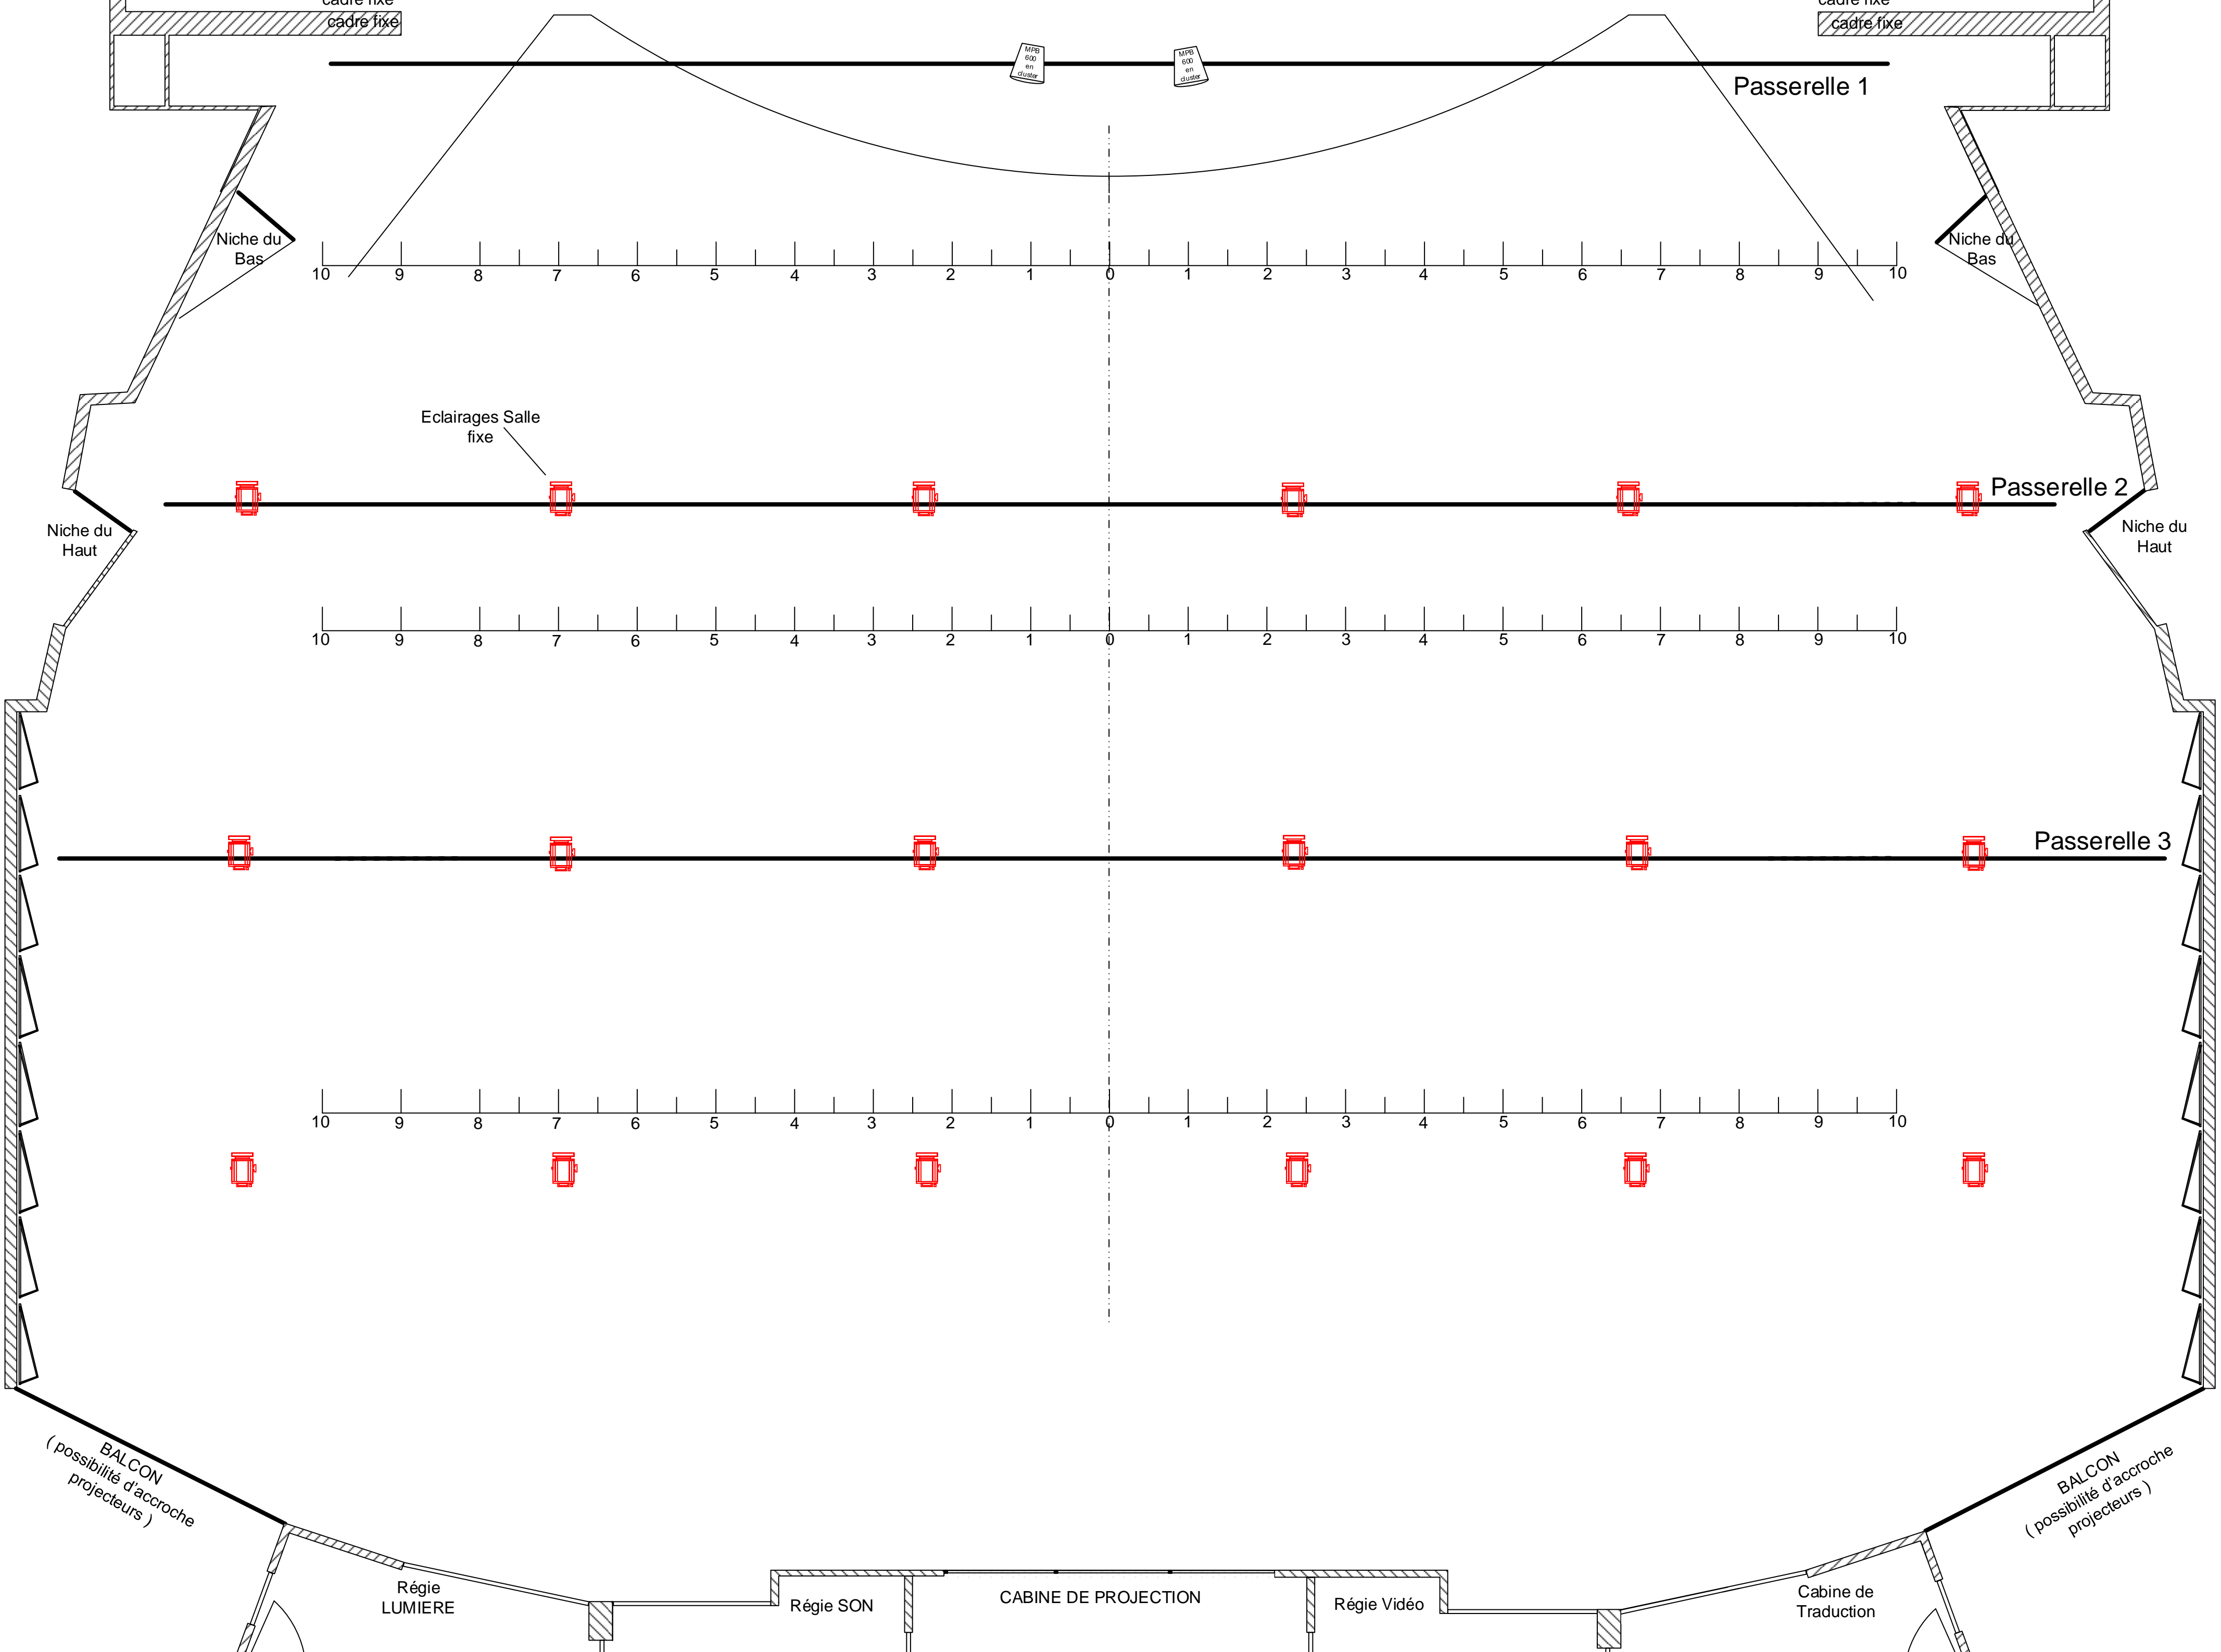 cadre fixe
cadre fixe
cadre fixe
cadre fixe
MPB
600
en
cluster
MPB
600
en
cluster
Passerelle 1
Niche du
Bas
Niche du
Bas
10 9 8 7 6 5 4 3 2 1 0 1 2 3 4 5 6 7 8 9 10
Eclairages Salle
fixe
Passerelle 2
Niche du
Haut
Niche du
Haut
10 9 8 7 6 5 4 3 2 1 0 1 2 3 4 5 6 7 8 9 10
Passerelle 3
10 9 8 7 6 5 4 3 2 1 0 1 2 3 4 5 6 7 8 9 10
BALCON
( possibilité d'accroche
projecteurs )
BALCON
( possibilité d'accroche
projecteurs )
Régie
LUMIERE
Régie SON
CABINE DE PROJECTION
Régie Vidéo
Cabine de
Traduction